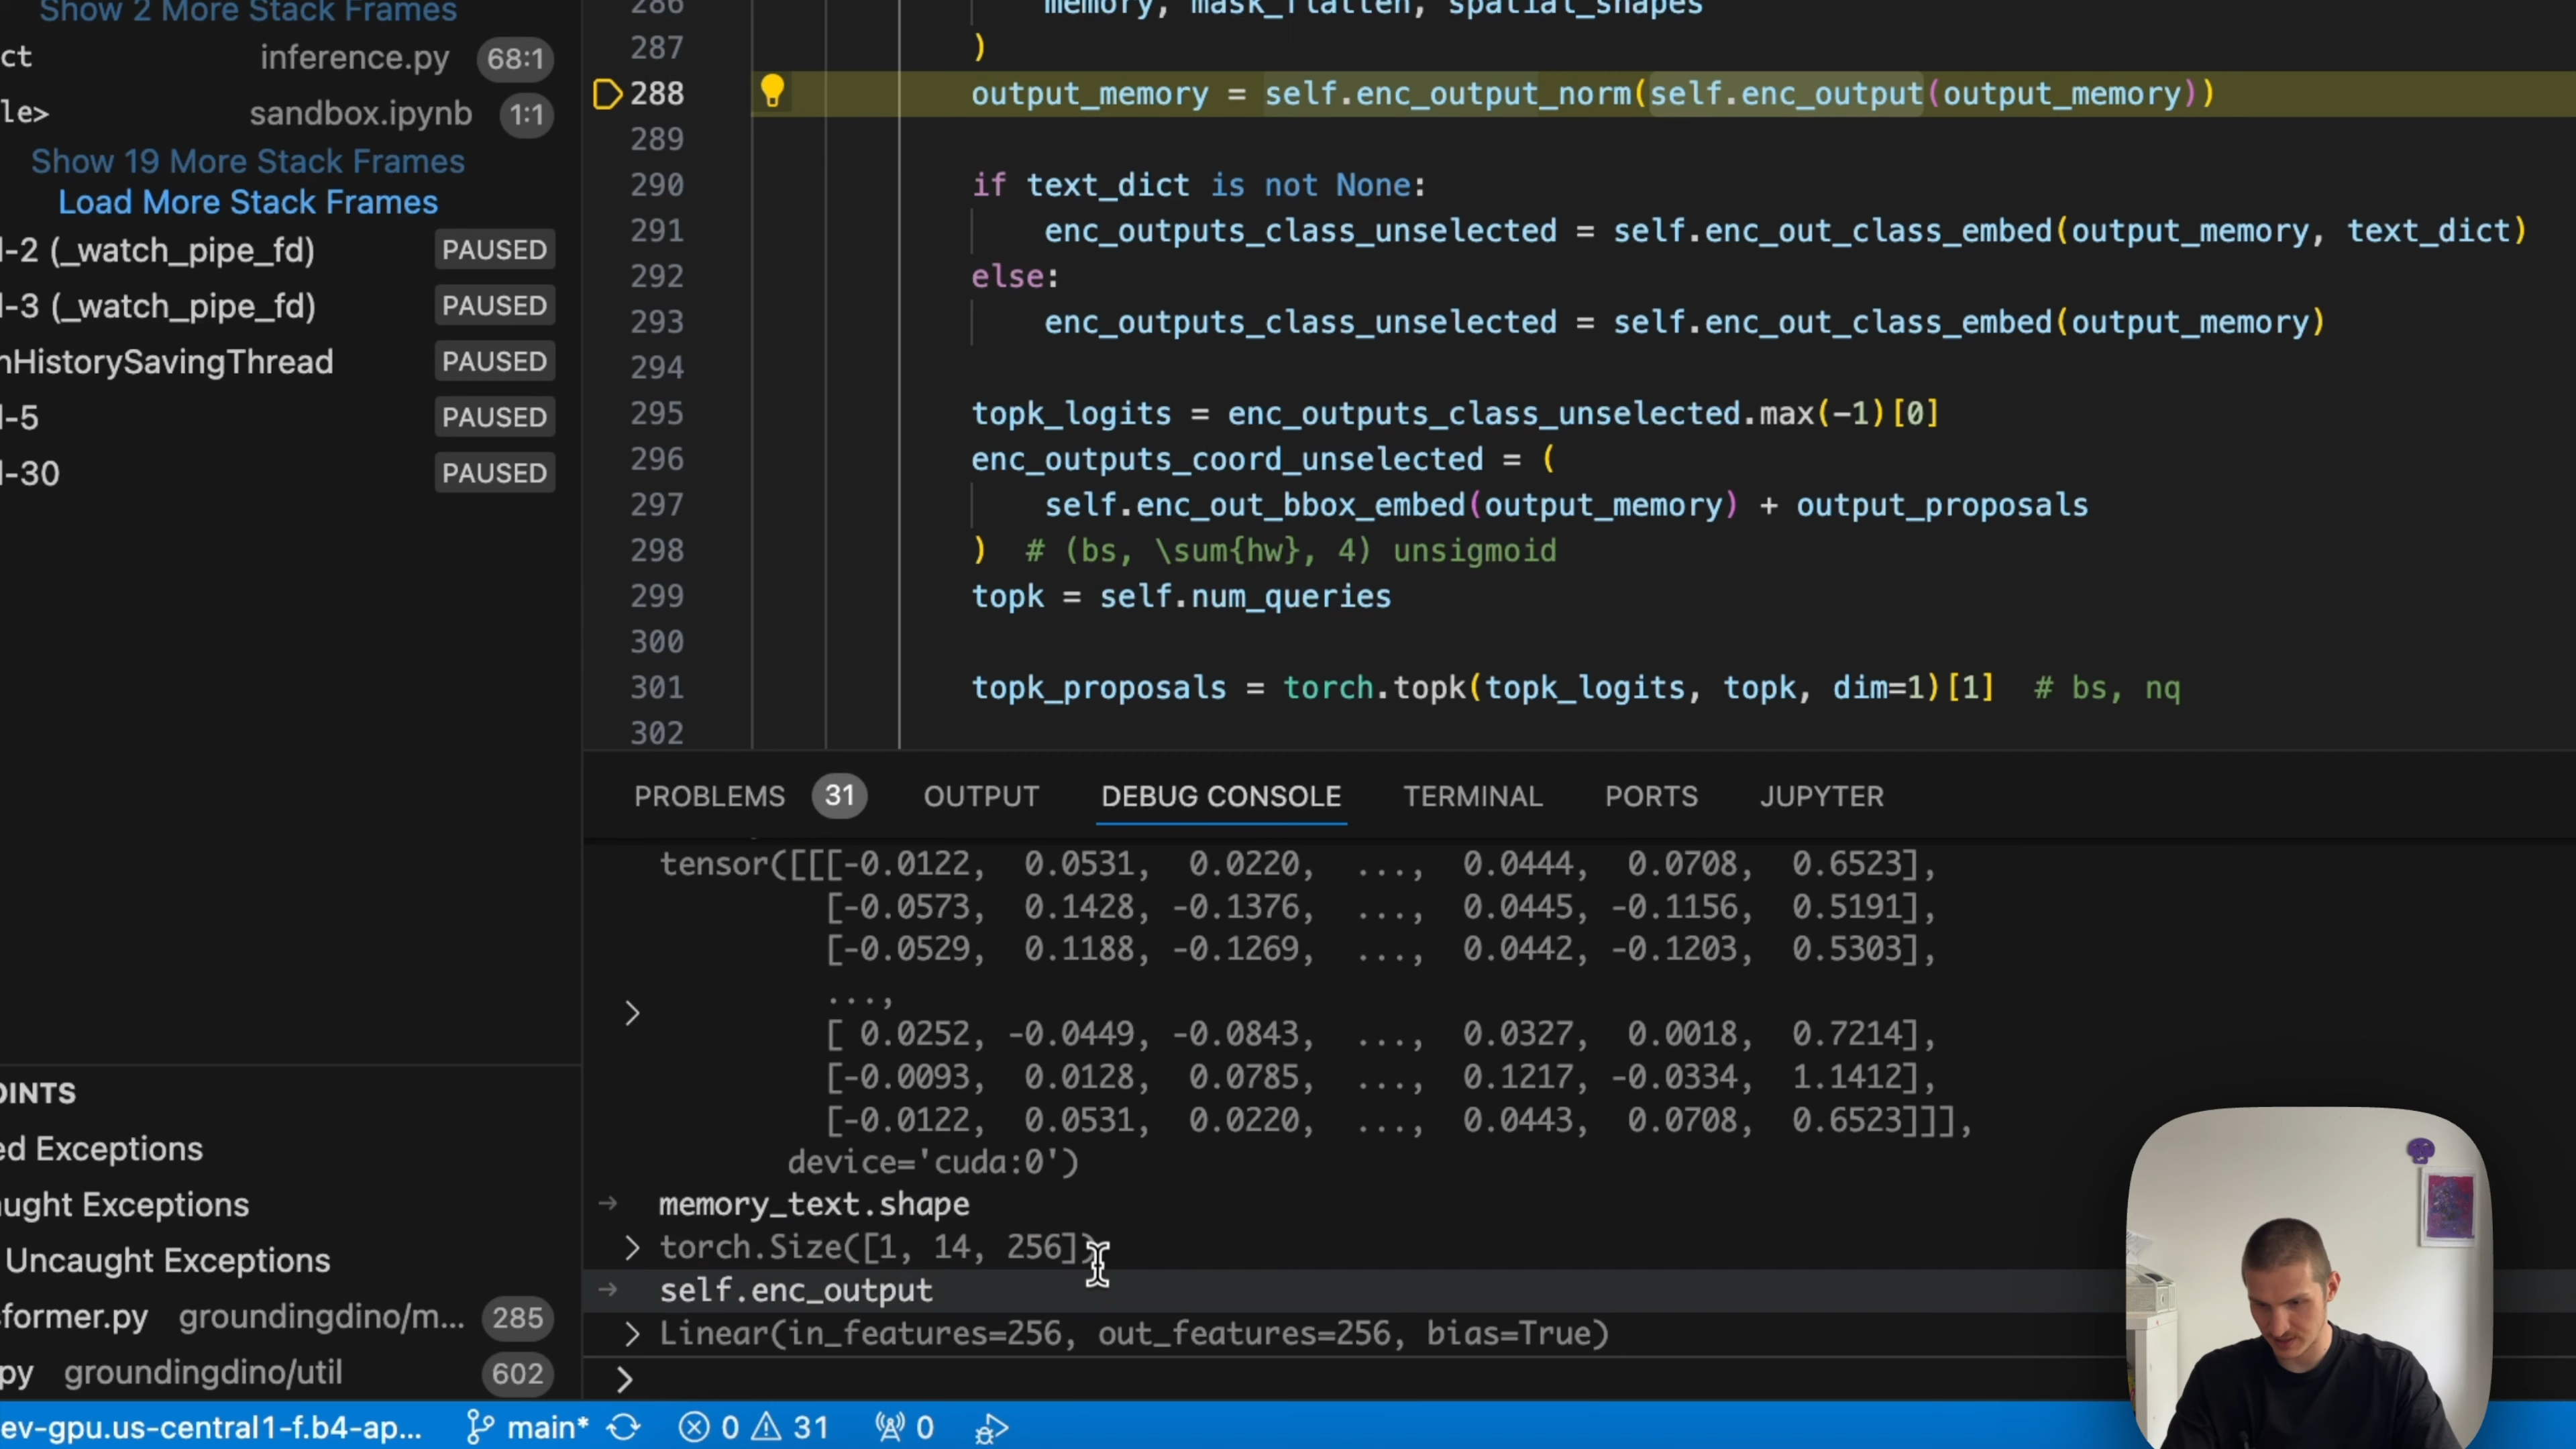 Show 2 More Stack Frames
ct inference.py 68:1
le> sandbox.ipynb 1:1
Show 19 More Stack Frames
Load More Stack Frames
l-2 (_watch_pipe_fd) PAUSED
l-3 (_watch_pipe_fd) PAUSED
nHistorySavingThread PAUSED
l-5 PAUSED
l-30 PAUSED
OINTS
ed Exceptions
aught Exceptions
Uncaught Exceptions
sformer.py groundingdino/m... 285
py groundingdino/util 602
286 memory, mask_flatten, spatial_shapes
287 )
288 output_memory = self.enc_output_norm(self.enc_output(output_memory))
289
290 if text_dict is not None:
291 enc_outputs_class_unselected = self.enc_out_class_embed(output_memory, text_dict)
292 else:
293 enc_outputs_class_unselected = self.enc_out_class_embed(output_memory)
294
295 topk_logits = enc_outputs_class_unselected.max(-1)[0]
296 enc_outputs_coord_unselected = (
297 self.enc_out_bbox_embed(output_memory) + output_proposals
298 ) # (bs, \sum{hw}, 4) unsigmoid
299 topk = self.num_queries
300
301 topk_proposals = torch.topk(topk_logits, topk, dim=1)[1] # bs, nq
302
PROBLEMS 31 OUTPUT DEBUG CONSOLE TERMINAL PORTS JUPYTER
tensor([[[-0.0122, 0.0531, 0.0220, ..., 0.0444, 0.0708, 0.6523],
[-0.0573, 0.1428, -0.1376, ..., 0.0445, -0.1156, 0.5191],
[-0.0529, 0.1188, -0.1269, ..., 0.0442, -0.1203, 0.5303],
...,
[ 0.0252, -0.0449, -0.0843, ..., 0.0327, 0.0018, 0.7214],
[-0.0093, 0.0128, 0.0785, ..., 0.1217, -0.0334, 1.1412],
[-0.0122, 0.0531, 0.0220, ..., 0.0443, 0.0708, 0.6523]]],
device='cuda:0')
memory_text.shape
torch.Size([1, 14, 256])
self.enc_output
Linear(in_features=256, out_features=256, bias=True)
ev-gpu.us-central1-f.b4-ap... main* 0 31 0